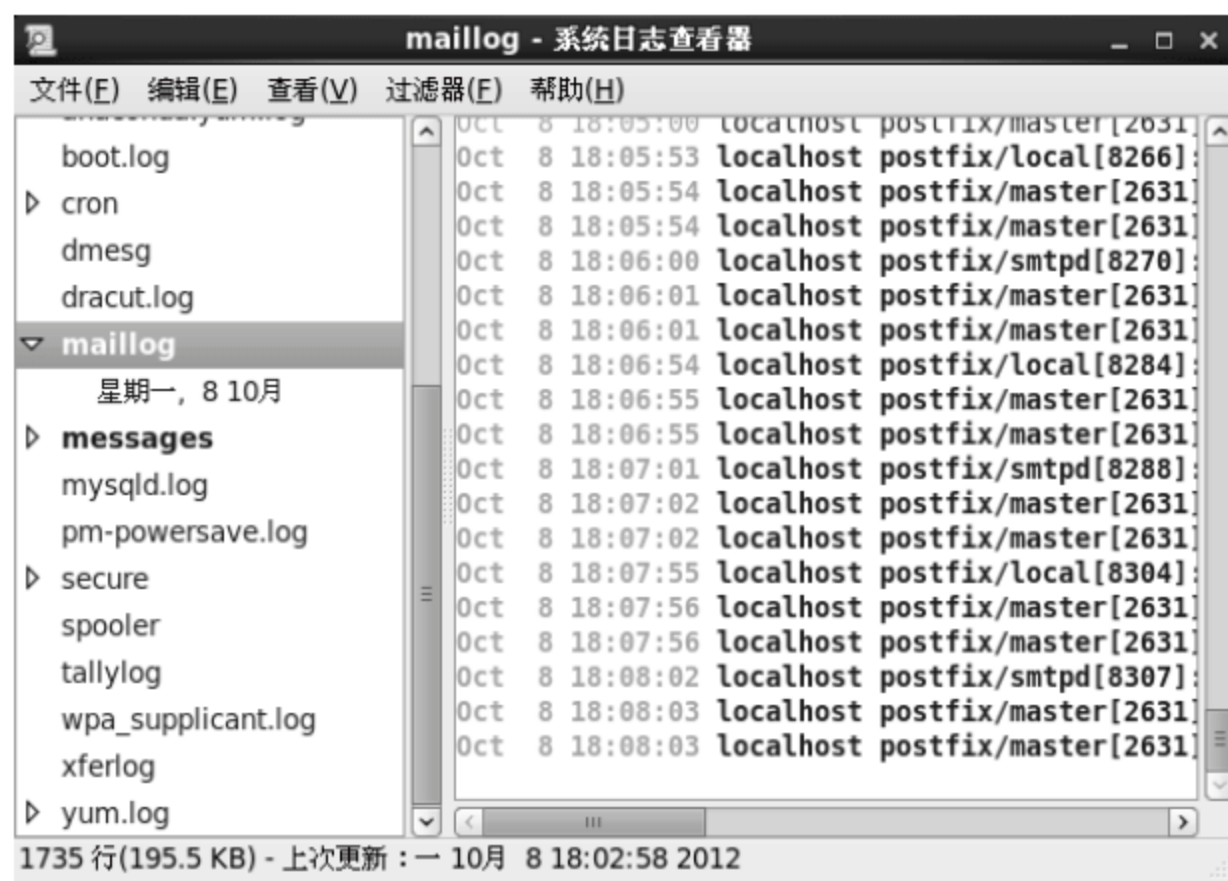 maillog - 系统日志查看器
文件(F) 编辑(E) 查看(V) 过滤器(F) 帮助(H)
boot.log
cron
dmesg
dracut.log
maillog
星期一, 8 10月
messages
mysqld.log
pm-powersave.log
secure
spooler
tallylog
wpa_supplicant.log
xferlog
yum.log
Oct 8 18:05:00 localhost postfix/master[2631]
Oct 8 18:05:53 localhost postfix/local[8266]:
Oct 8 18:05:54 localhost postfix/master[2631]
Oct 8 18:05:54 localhost postfix/master[2631]
Oct 8 18:06:00 localhost postfix/smtpd[8270]:
Oct 8 18:06:01 localhost postfix/master[2631]
Oct 8 18:06:01 localhost postfix/master[2631]
Oct 8 18:06:54 localhost postfix/local[8284]:
Oct 8 18:06:55 localhost postfix/master[2631]
Oct 8 18:06:55 localhost postfix/master[2631]
Oct 8 18:07:01 localhost postfix/smtpd[8288]:
Oct 8 18:07:02 localhost postfix/master[2631]
Oct 8 18:07:02 localhost postfix/master[2631]
Oct 8 18:07:55 localhost postfix/local[8304]:
Oct 8 18:07:56 localhost postfix/master[2631]
Oct 8 18:07:56 localhost postfix/master[2631]
Oct 8 18:08:02 localhost postfix/smtpd[8307]:
Oct 8 18:08:03 localhost postfix/master[2631]
Oct 8 18:08:03 localhost postfix/master[2631]
1735 行(195.5 KB) - 上次更新：一 10月 8 18:02:58 2012